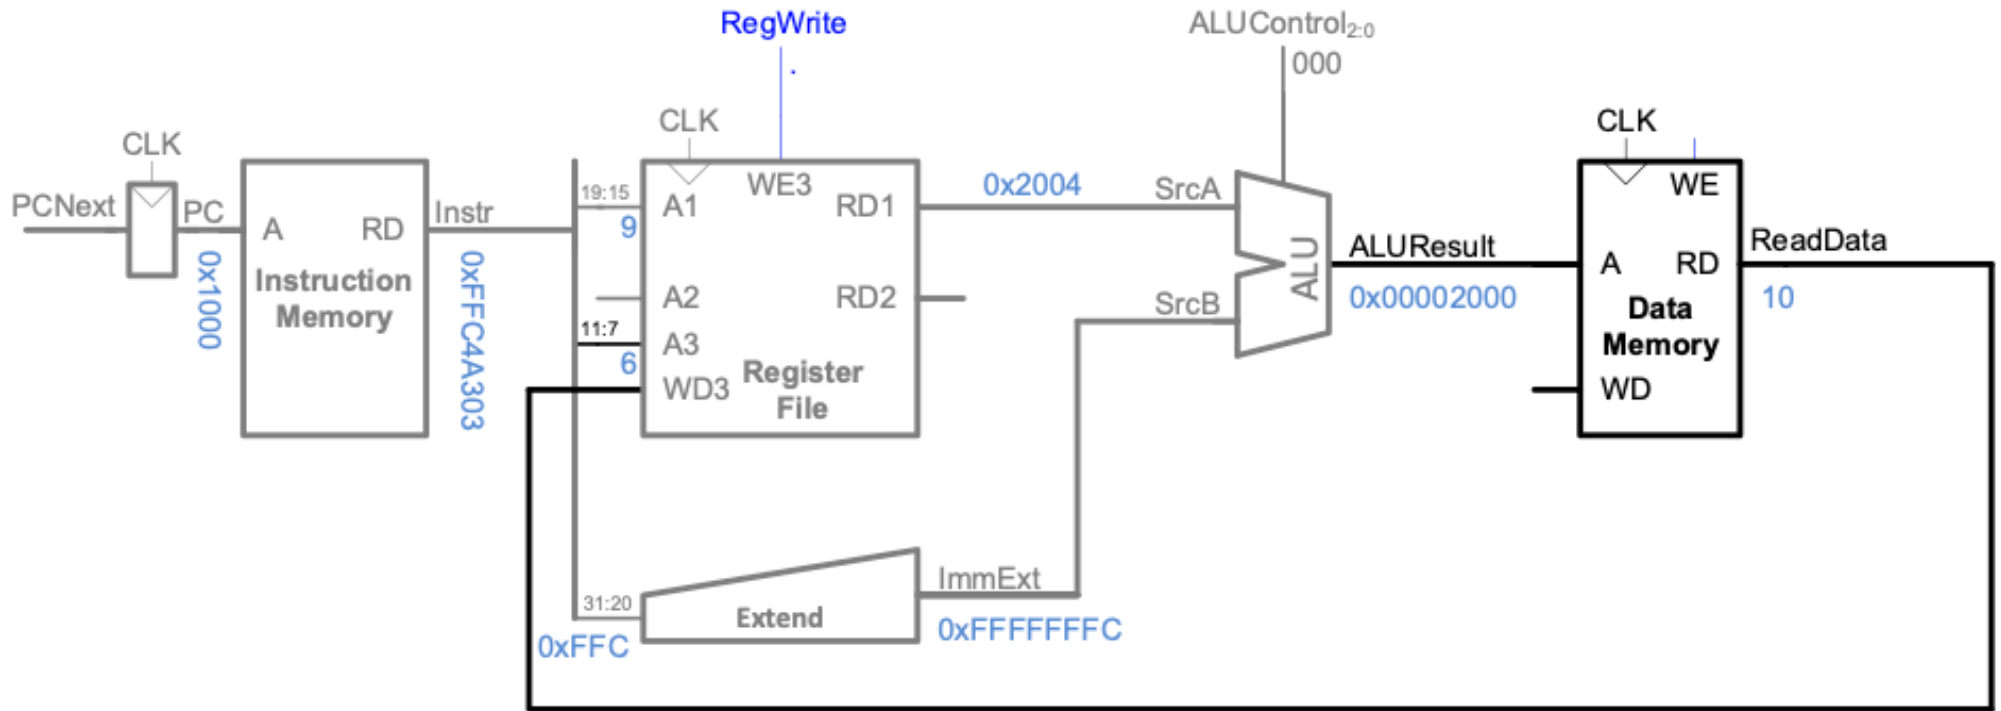 RegWrite
ALUControl2:0
000
CLK
CLK
CLK
PCNext
PC
0x1000
A
RD
Instruction
Memory
Instr
0xFFC4A303
19:15
9
A1
WE3
RD1
0x2004
SrcA
A2
RD2
SrcB
11:7
6
A3
WD3
Register
File
ALU
ALUResult
0x00002000
WE
A
RD
Data
Memory
WD
ReadData
10
31:20
0xFFC
Extend
ImmExt
0xFFFFFFFC